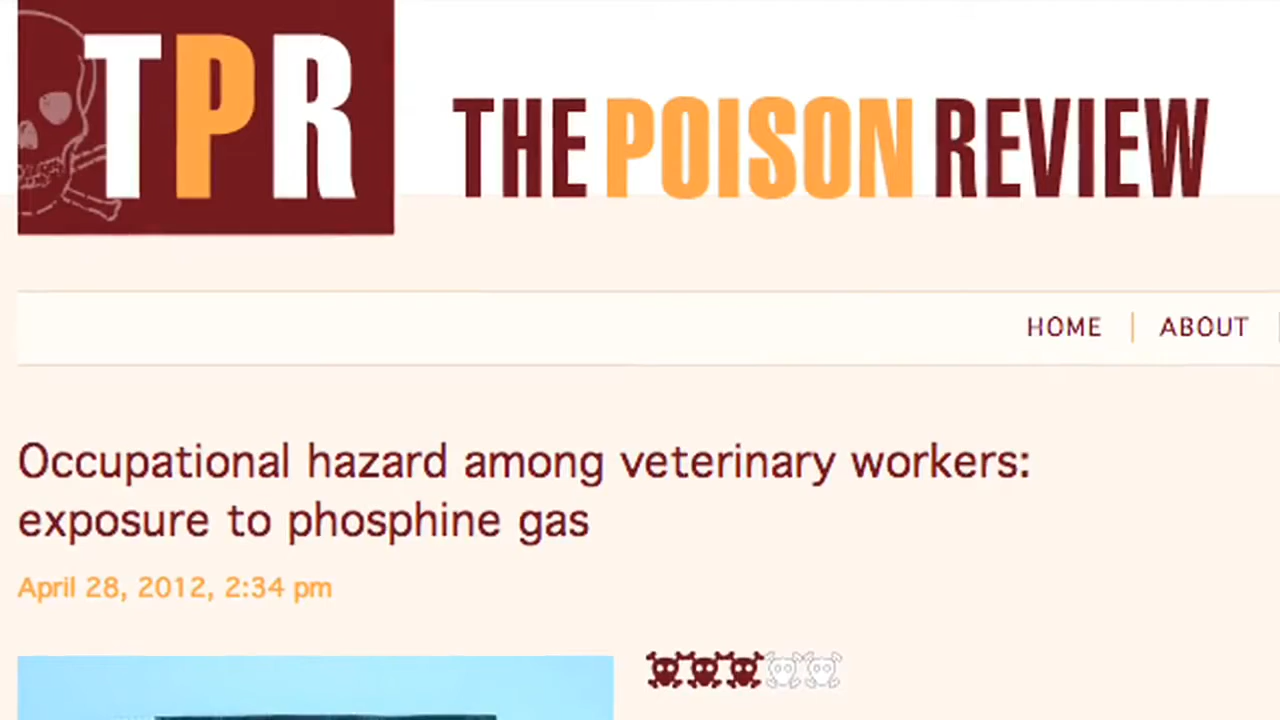 TPR
THE POISON REVIEW
HOME | ABOUT
Occupational hazard among veterinary workers:
exposure to phosphine gas
April 28, 2012, 2:34 pm